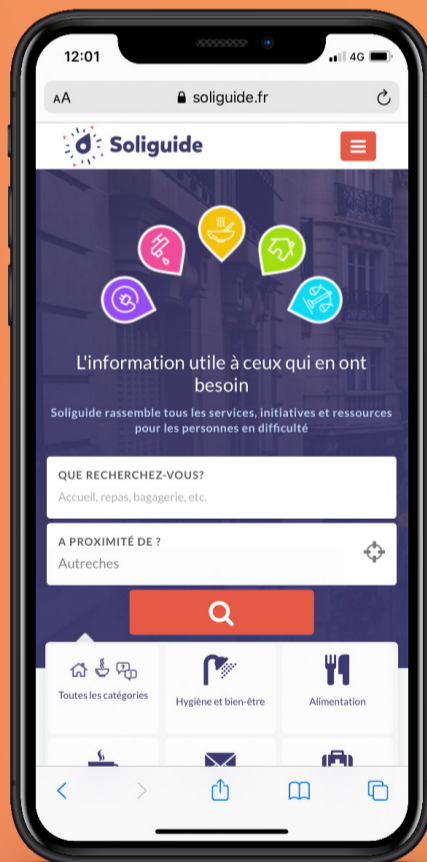 12:01
4G
AA
soliguide.fr
Soliguide
L'information utile à ceux qui en ont
besoin
Soliguide rassemble tous les services, initiatives et ressources
pour les personnes en difficulté
QUE RECHERCHEZ-VOUS?
Accueil, repas, bagagerie, etc.
A PROXIMITÉ DE ?
Autreches
Toutes les catégories
Hygiène et bien-être
Alimentation